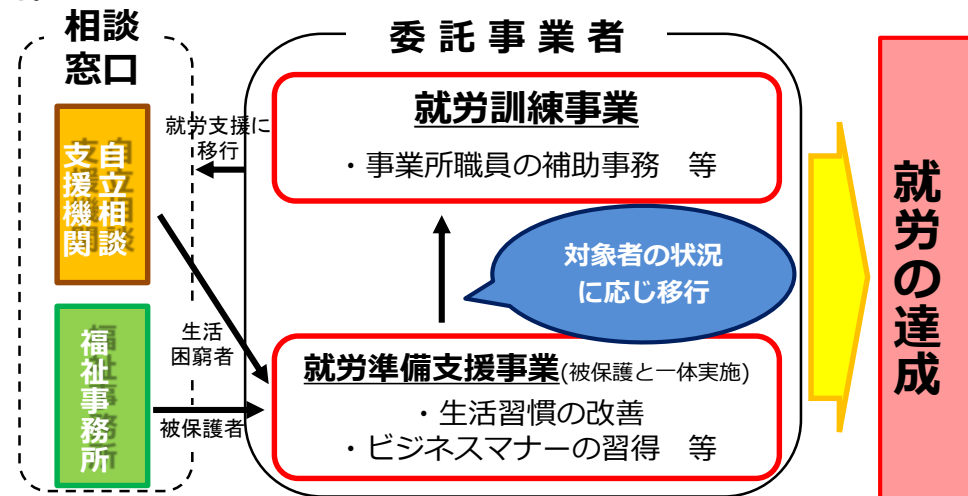 相談
窓口
自立相談
支援機関
福祉事務所
就労支援に
移行
生活
困窮者
被保護者
委託事業者
就労訓練事業
・事業所職員の補助事務　等
対象者の状況
に応じ移行
就労準備支援事業(被保護と一体実施)
・生活習慣の改善
・ビジネスマナーの習得　等
就労の達成